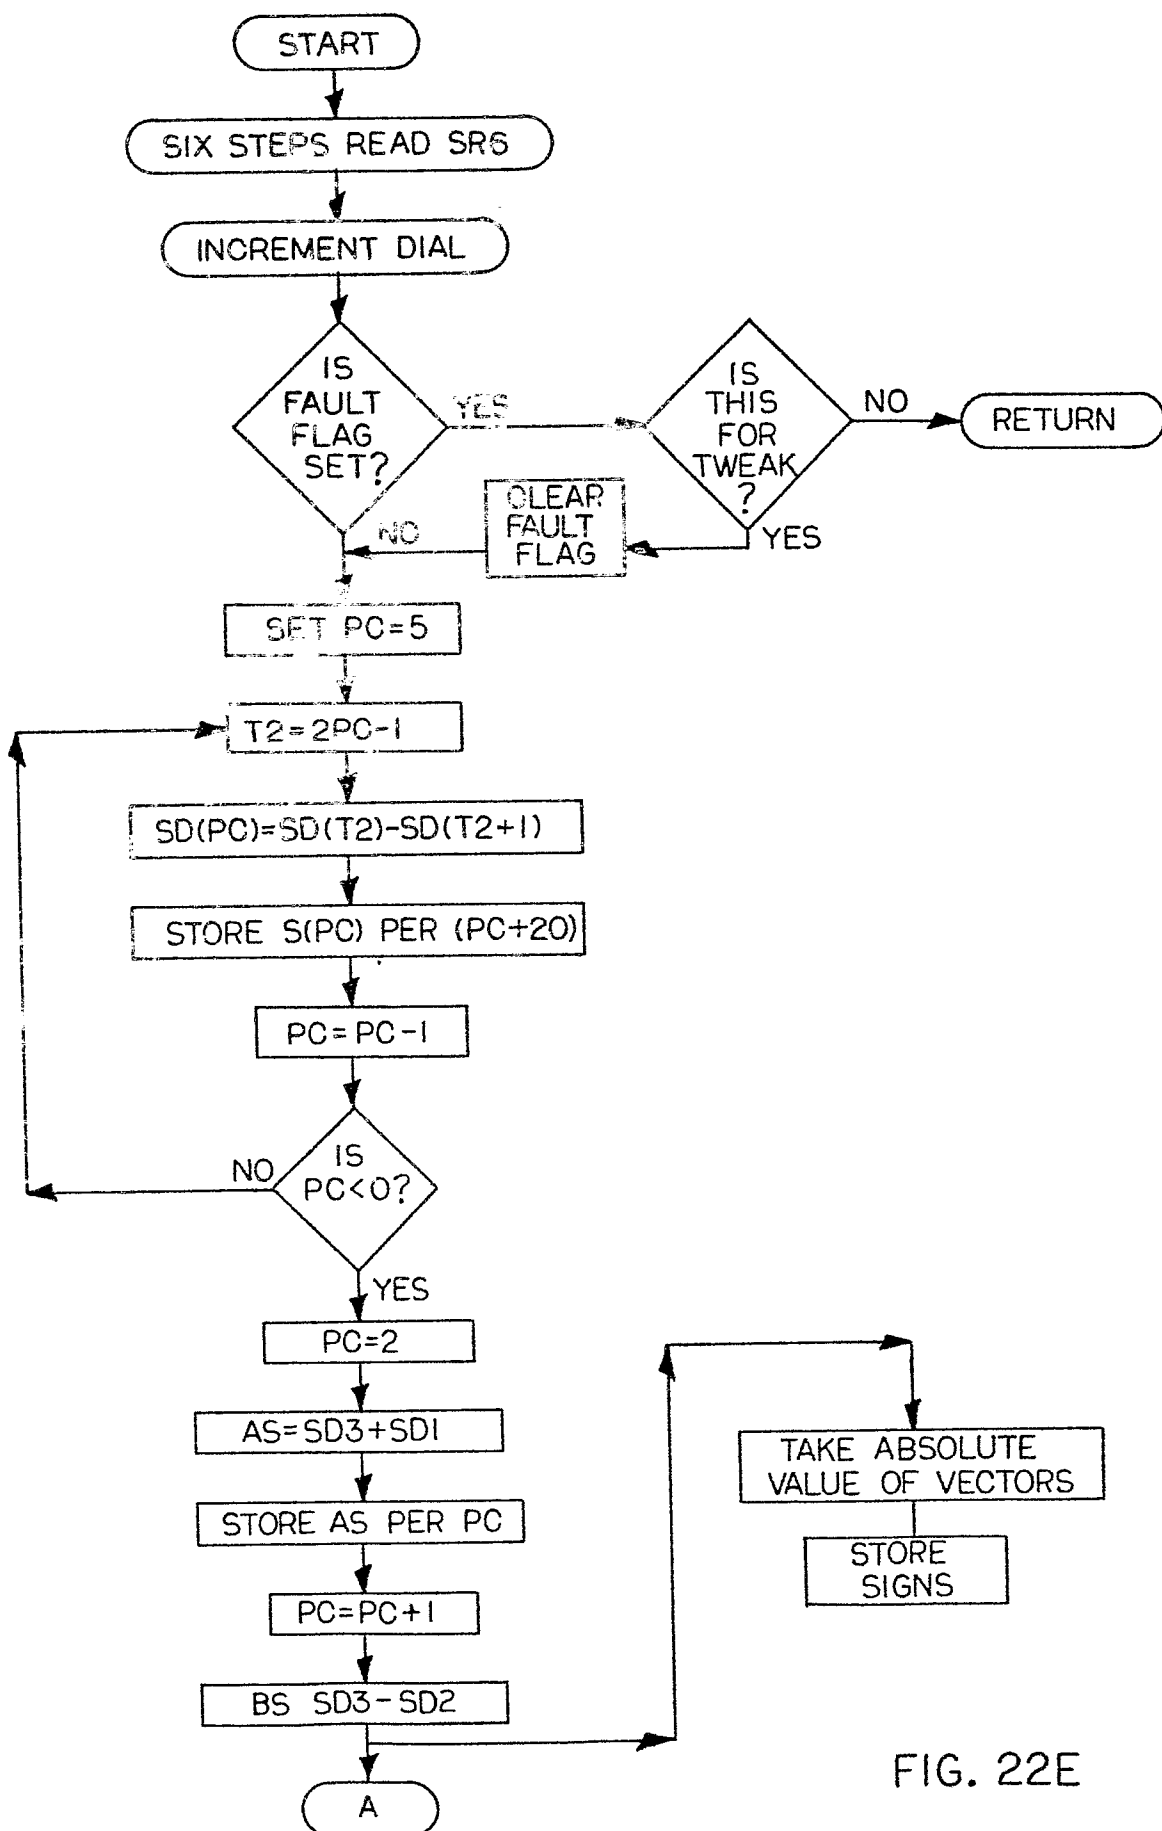 START
SIX STEPS READ SR6
INCREMENT DIAL
IS
FAULT
FLAG
SET?
YES
IS
THIS
FOR
TWEAK
?
NO
RETURN
YES
CLEAR
FAULT
FLAG
NO
SET PC=5
T2=2PC-1
SD(PC)=SD(T2)-SD(T2+1)
STORE S(PC) PER (PC+20)
PC=PC-1
IS
PC<0?
NO
YES
PC=2
AS=SD3+SD1
STORE AS PER PC
PC=PC+1
BS SD3-SD2
A
TAKE ABSOLUTE
VALUE OF VECTORS
STORE
SIGNS
FIG. 22E